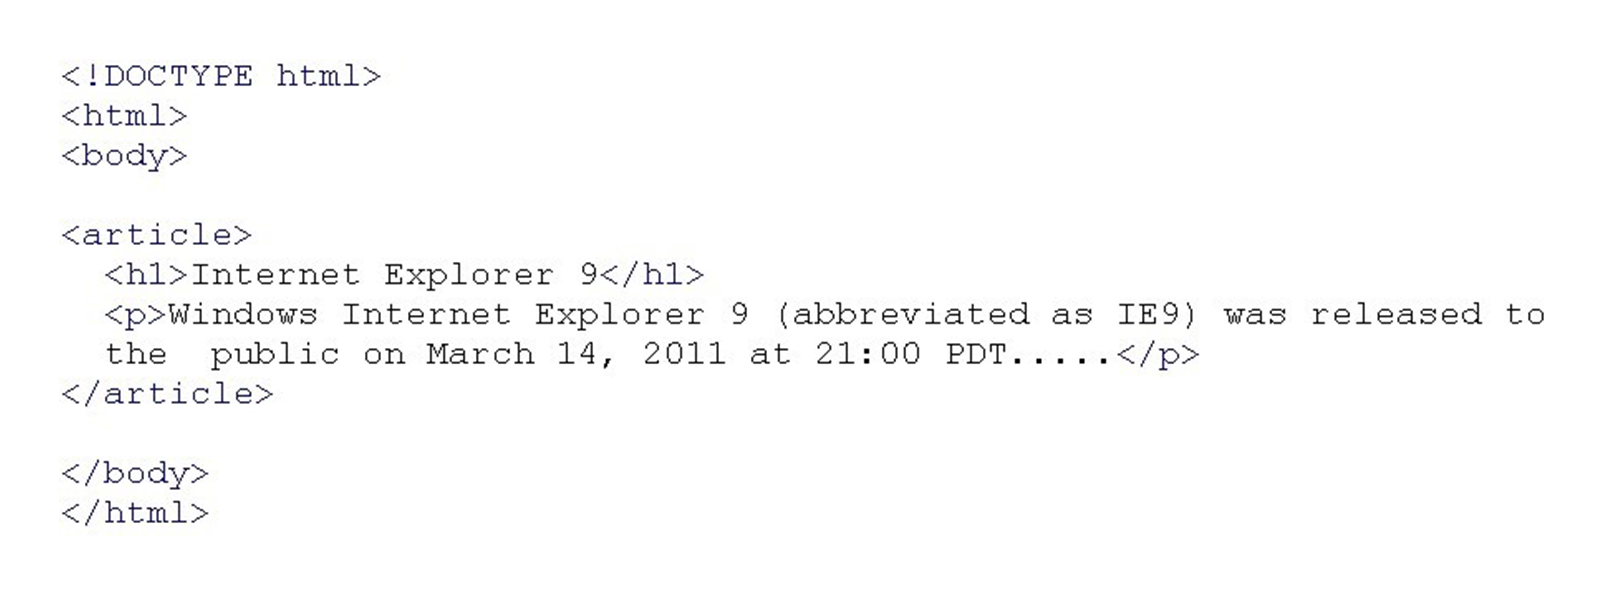 <!DOCTYPE html>
<html>
<body>
<article>
<h1>Internet Explorer 9</h1>
<p>Windows Internet Explorer 9 (abbreviated as IE9) was released to
the  public on March 14, 2011 at 21:00 PDT.....</p>
</article>
</body>
</html>